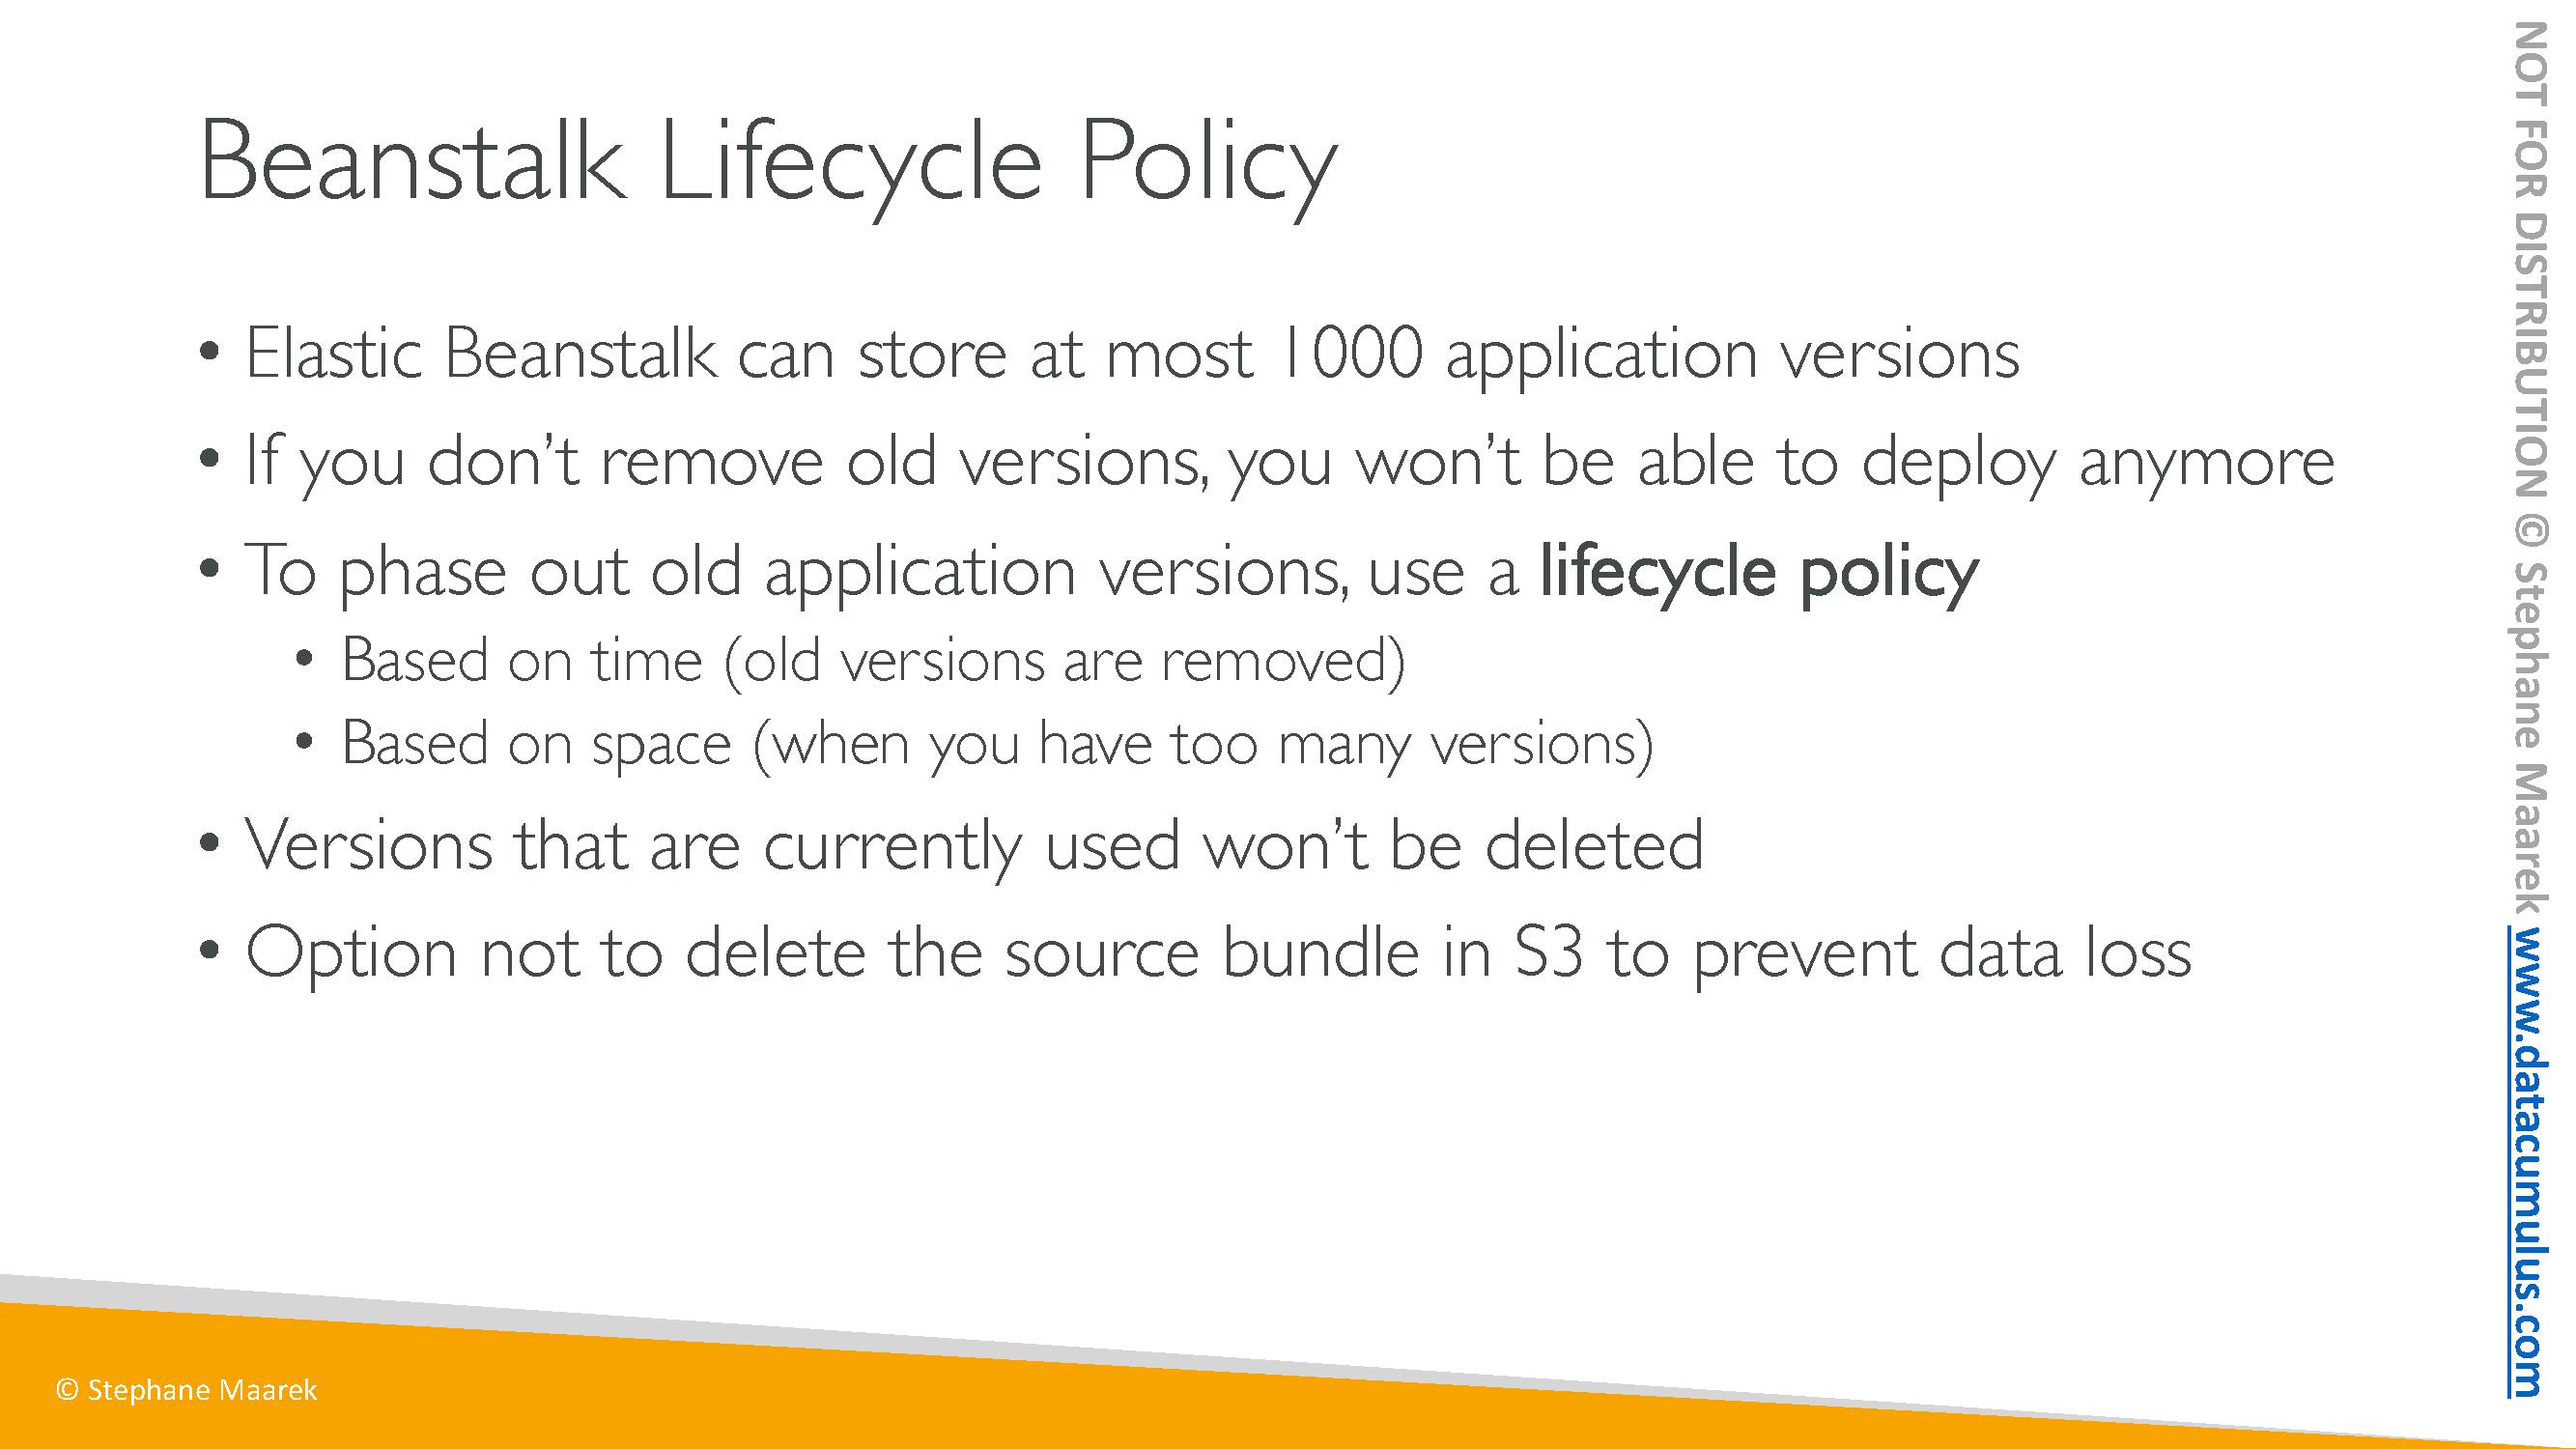 Beanstalk Lifecycle Policy
• Elastic Beanstalk can store at most 1000 application versions
• If you don’t remove old versions, you won’t be able to deploy anymore
• To phase out old application versions, use a lifecycle policy
• Based on time (old versions are removed)
• Based on space (when you have too many versions)
• Versions that are currently used won’t be deleted
• Option not to delete the source bundle in S3 to prevent data loss
© Stephane Maarek
NOT FOR DISTRIBUTION © Stephane Maarek www.datacumulus.com